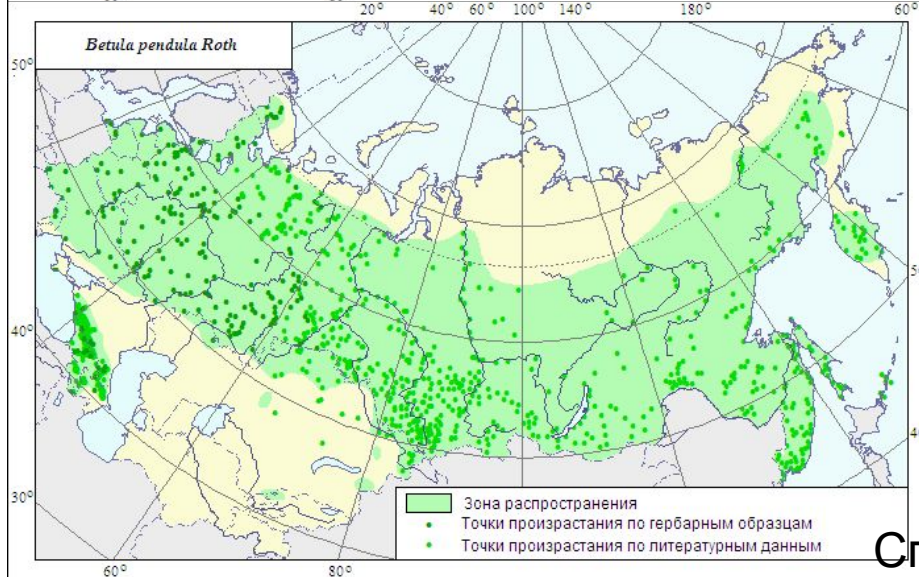 20° 40° 60° 100° 140° 180° 60°
Betula pendula Roth
50°
40°
30°
Зона распространения
Точки произрастания по гербарным образцам
Точки произрастания по литературным данным
60° 80°